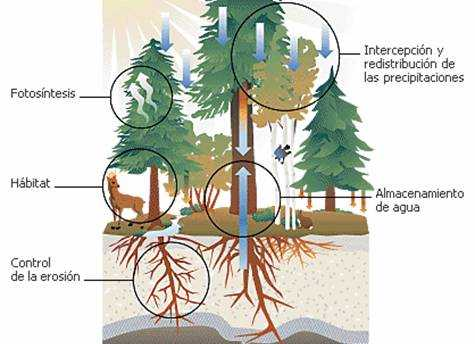 Intercepción y
redistribución de
las precipitaciones
Fotosíntesis
Hábitat
Almacenamiento
de agua
Control
de la erosión